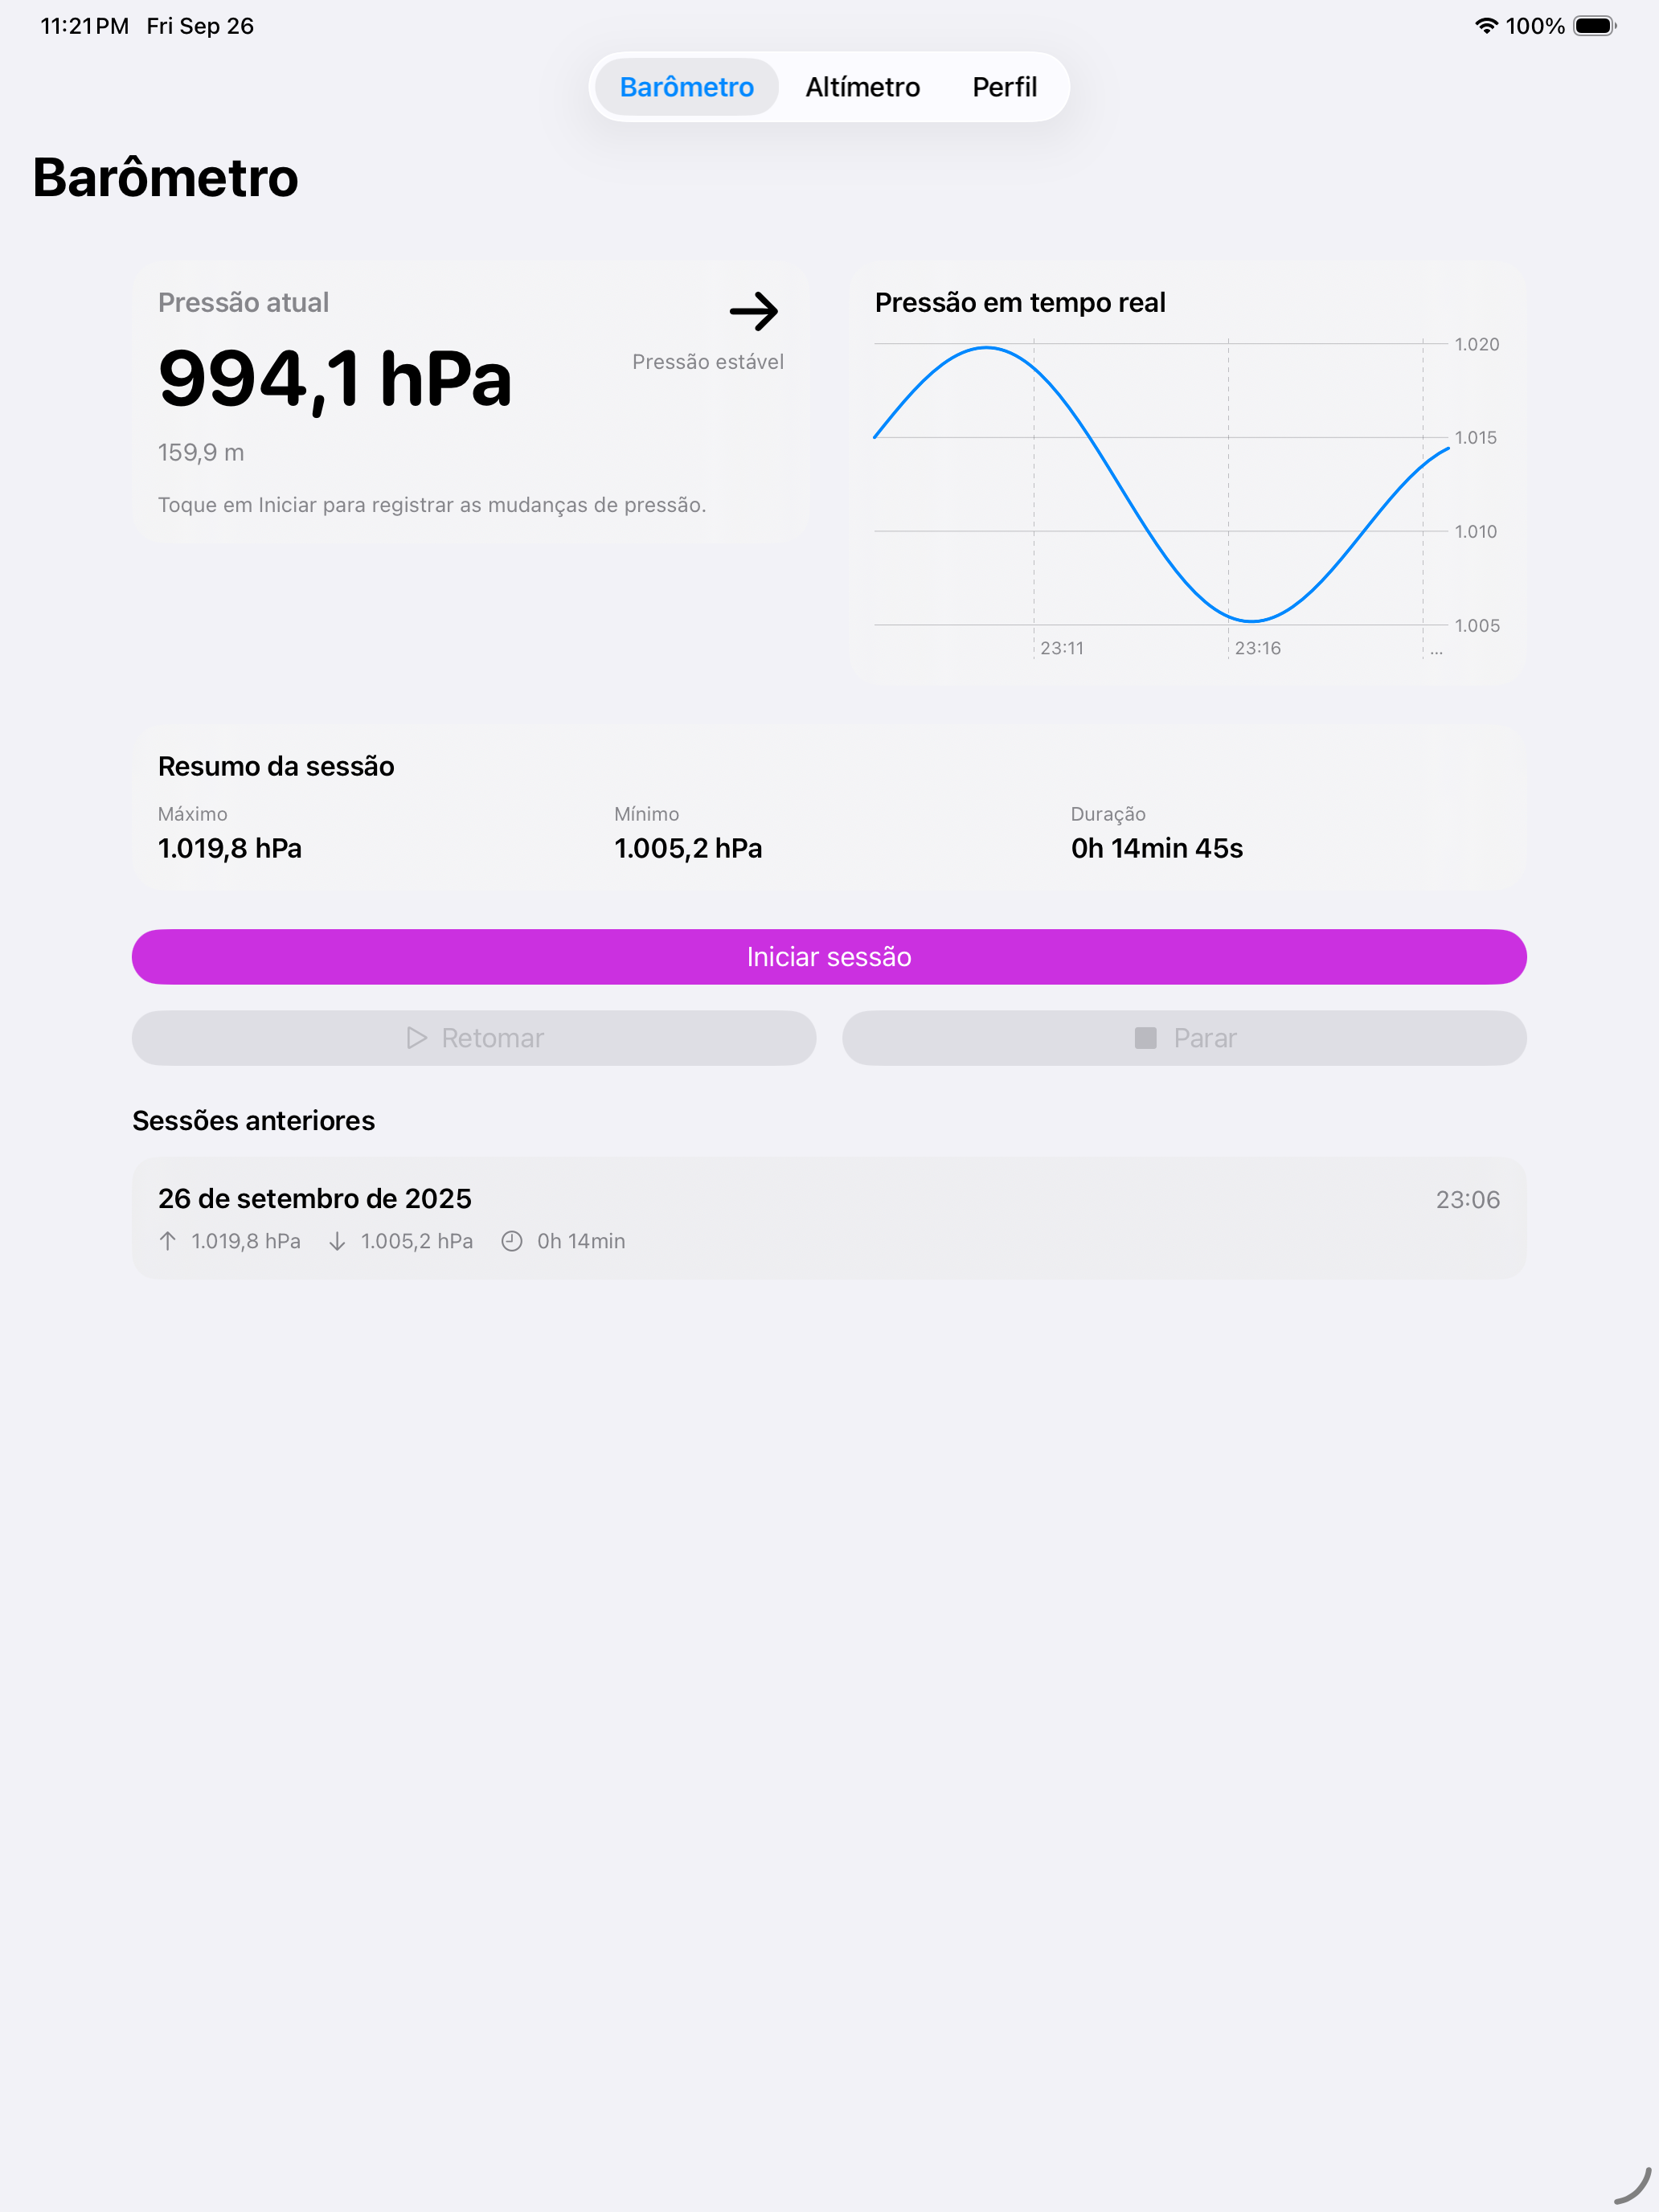 11:21 PM Fri Sep 26
100%
Barômetro Altímetro Perfil
Barômetro
Pressão atual
994,1 hPa
Pressão estável
159,9 m
Toque em Iniciar para registrar as mudanças de pressão.
Pressão em tempo real
1.020
1.015
1.010
1.005
23:11 23:16 ...
Resumo da sessão
Máximo
1.019,8 hPa
Mínimo
1.005,2 hPa
Duração
0h 14min 45s
Iniciar sessão
Retomar
Parar
Sessões anteriores
26 de setembro de 2025
23:06
1.019,8 hPa 1.005,2 hPa 0h 14min